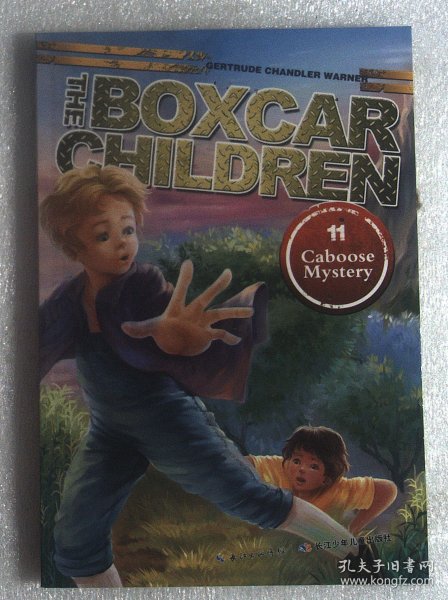 GERTRUDE CHANDLER WARNER
THE BOXCAR
CHILDREN
11
Caboose
Mystery
长江少年儿童出版社
孔夫子旧书网
www.kongfz.com